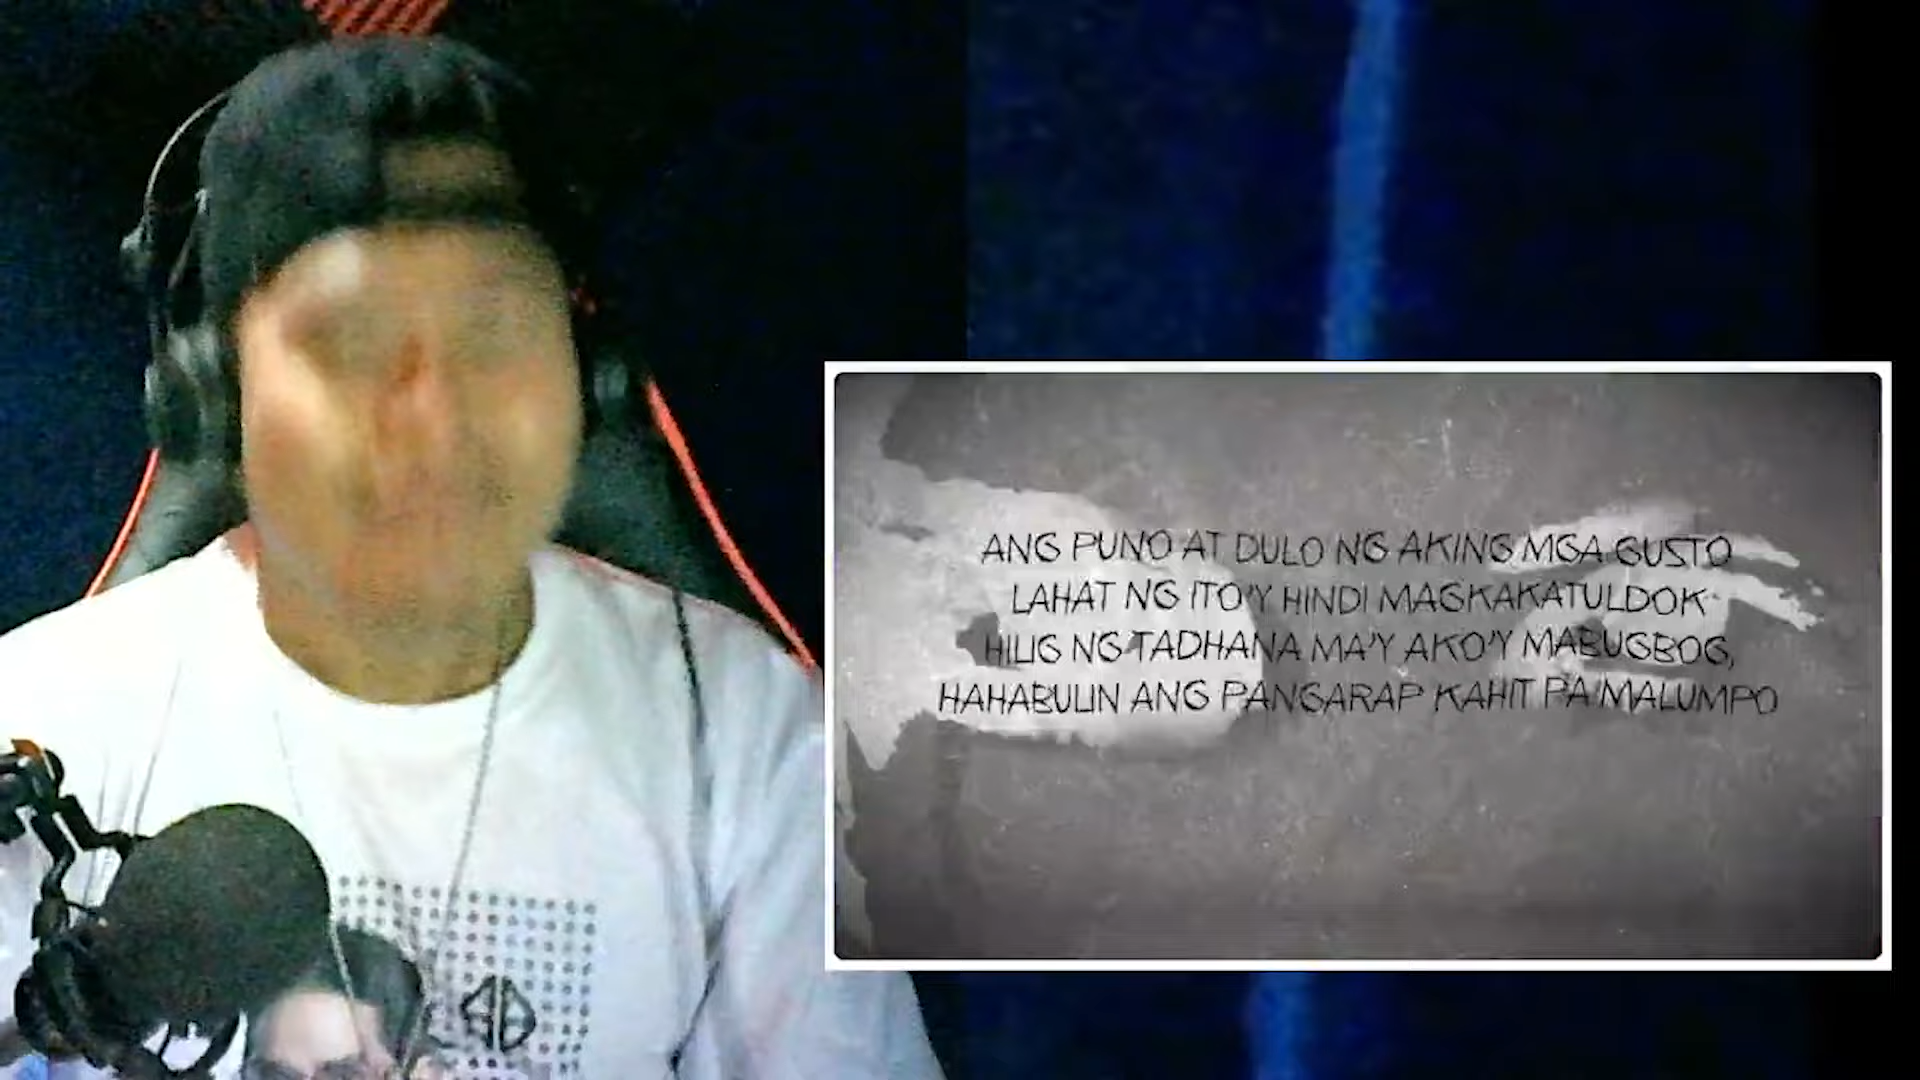 ANG PUNO AT DULO NG AKING MGA GUSTO
LAHAT NG ITO'Y HINDI MAGKAKATULDOK
HILIG NG TADHANA MA'Y AKO'Y MABUGBOG,
HAHABULIN ANG PANGARAP KAHIT PA MALUMPO